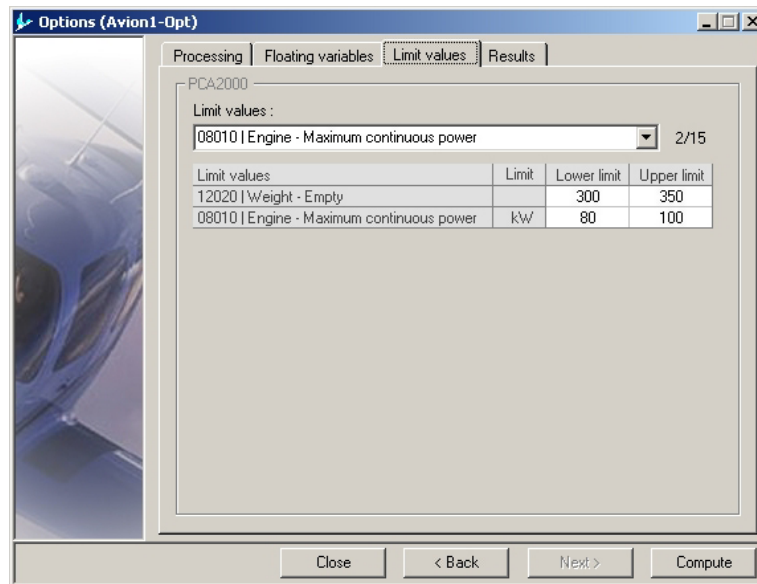 Options (Avion1-Opt)
Processing Floating variables Limit values Results
PCA2000
Limit values :
08010 | Engine - Maximum continuous power 2/15
Limit values Limit Lower limit Upper limit
12020 | Weight - Empty 300 350
08010 | Engine - Maximum continuous power kW 80 100
Close < Back Next > Compute